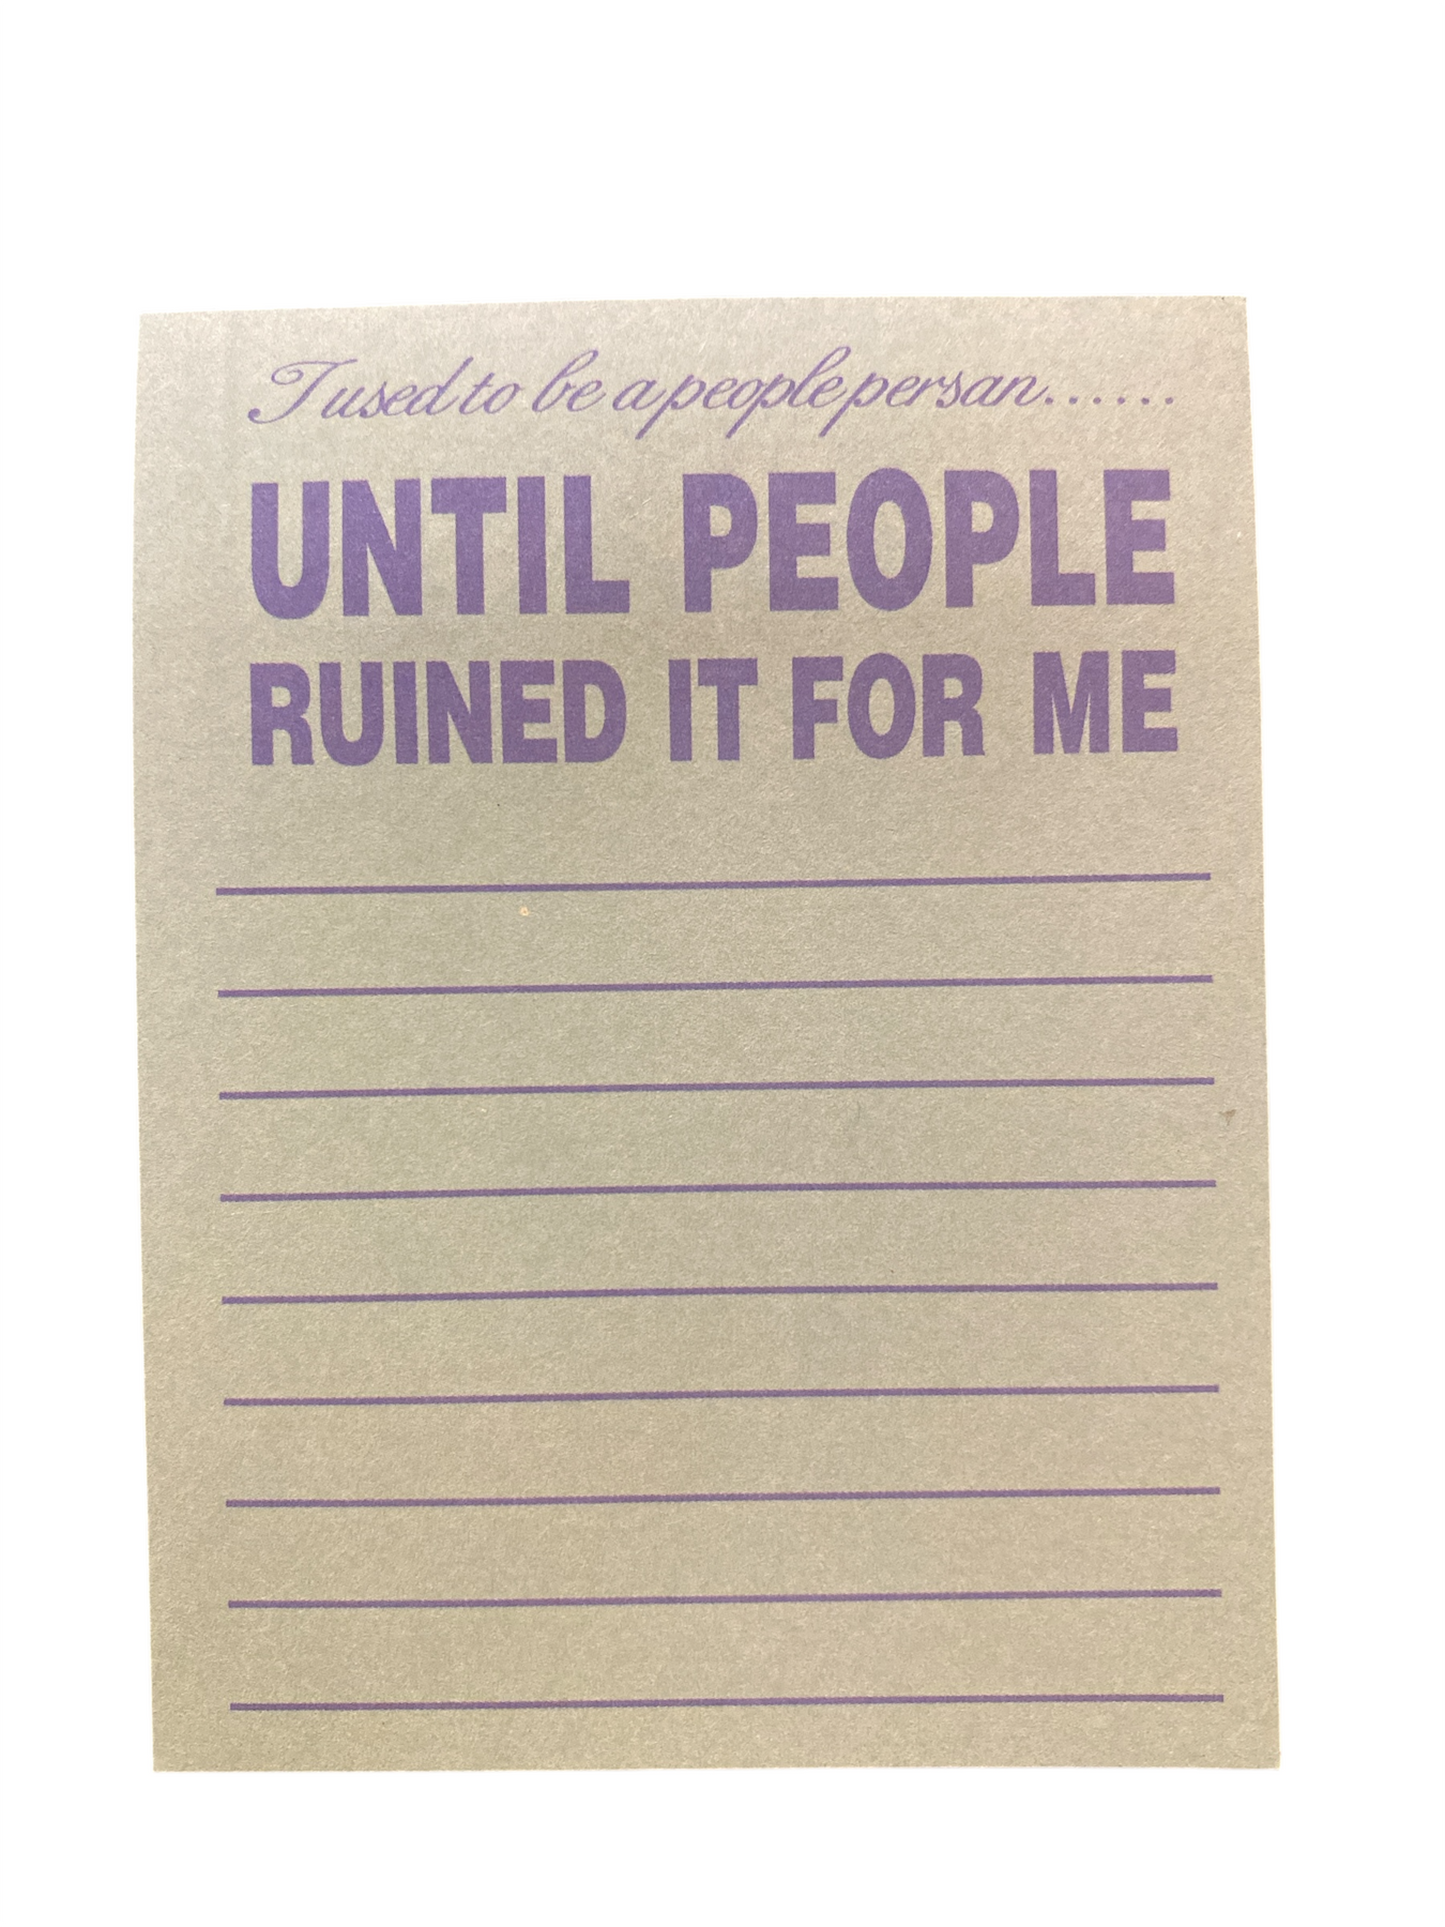 I used to be a people persan......
UNTIL PEOPLE
RUINED IT FOR ME